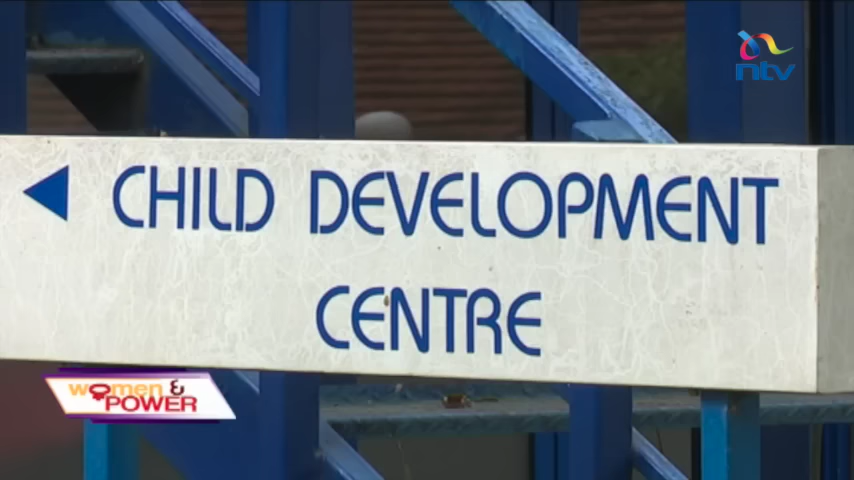 ntv
CHILD DEVELOPMENT
CENTRE
women &
POWER